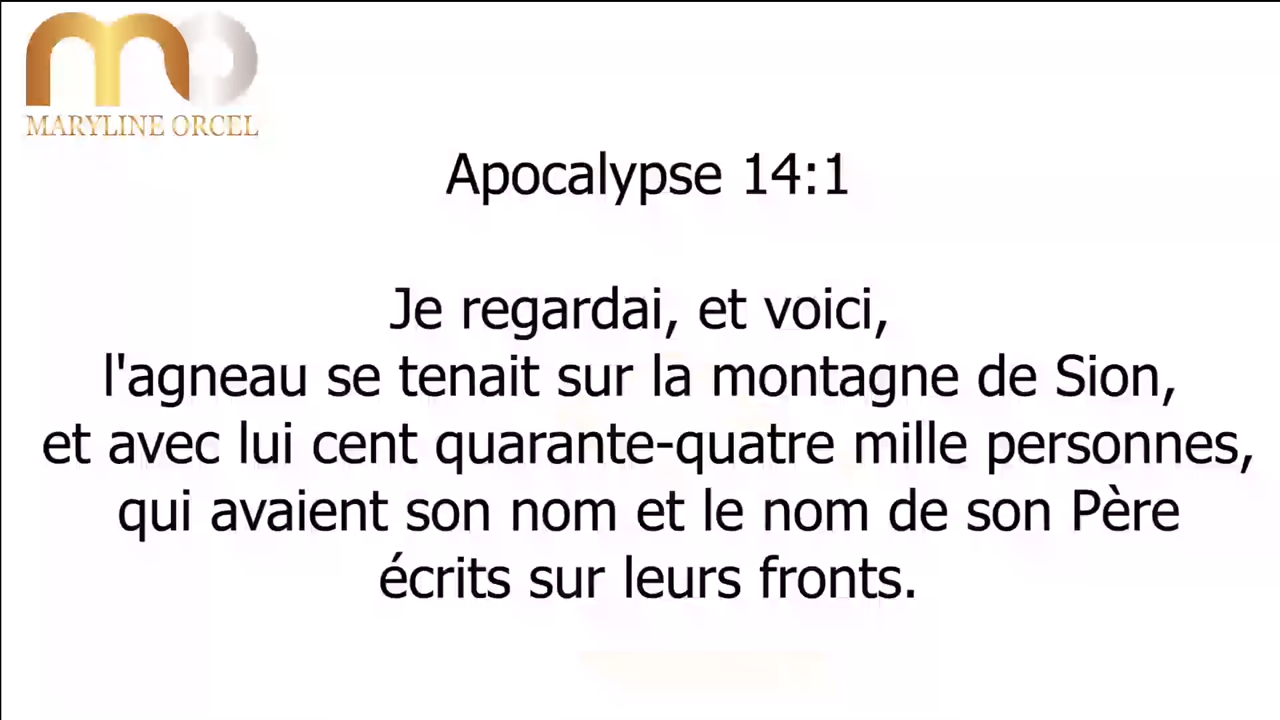 mo
MARYLINE ORCEL
Apocalypse 14:1
Je regardai, et voici,
l'agneau se tenait sur la montagne de Sion,
et avec lui cent quarante-quatre mille personnes,
qui avaient son nom et le nom de son Père
écrits sur leurs fronts.